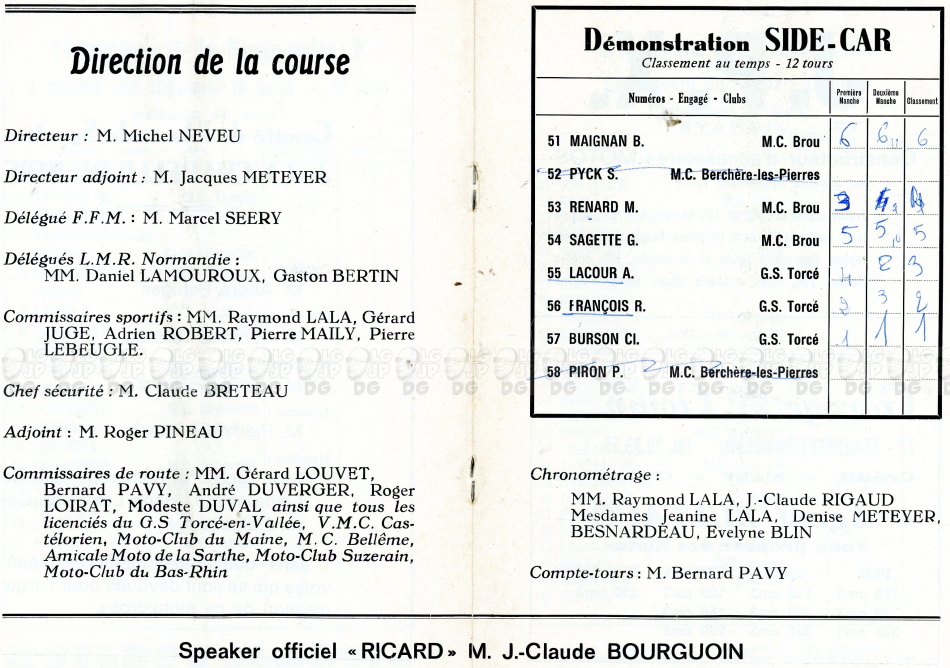 Direction de la course
Directeur : M. Michel NEVEU
Directeur adjoint : M. Jacques METEYER
Délégué F.F.M. : M. Marcel SEERY
Délégués L.M.R. Normandie :
MM. Daniel LAMOUROUX, Gaston BERTIN
Commissaires sportifs : MM. Raymond LALA, Gérard
JUGE, Adrien ROBERT, Pierre MAILY, Pierre
LEBEUGLE.
Chef sécurité : M. Claude BRETEAU
Adjoint : M. Roger PINEAU
Commissaires de route : MM. Gérard LOUVET,
Bernard PAVY, André DUVERGER, Roger
LOIRAT, Modeste DUVAL ainsi que tous les
licenciés du G.S Torcé-en-Vallée, V.M.C. Cas-
télorien, Moto-Club du Maine, M.C. Bellême,
Amicale Moto de la Sarthe, Moto-Club Suzerain,
Moto-Club du Bas-Rhin
Démonstration SIDE-CAR
Classement au temps - 12 tours
Numéros - Engagé - Clubs Première Manche Deuxième Manche Classement
51 MAIGNAN B. M.C. Brou 6 6 6
52 PYCK S. M.C. Berchère-les-Pierres
53 RENARD M. M.C. Brou 3 4
54 SAGETTE G. M.C. Brou 5 5 5
55 LACOUR A. G.S. Torcé 4 2 3
56 FRANÇOIS R. G.S. Torcé 2 3 2
57 BURSON Cl. G.S. Torcé 1 1 1
58 PIRON P. M.C. Berchère-les-Pierres
Chronométrage :
MM. Raymond LALA, J.-Claude RIGAUD
Mesdames Jeanine LALA, Denise METEYER,
BESNARDEAU, Evelyne BLIN
Compte-tours : M. Bernard PAVY
Speaker officiel « RICARD » M. J.-Claude BOURGUOIN